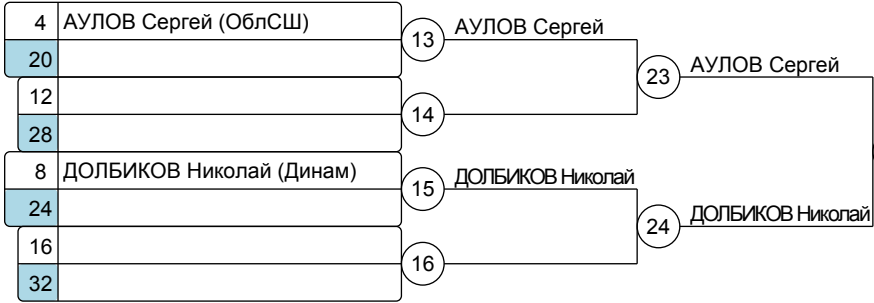 4 АУЛОВ Сергей (ОблСШ)
20
12
28
8 ДОЛБИКОВ Николай (Динам)
24
16
32
13 АУЛОВ Сергей
14
15 ДОЛБИКОВ Николай
16
23 АУЛОВ Сергей
24 ДОЛБИКОВ Николай